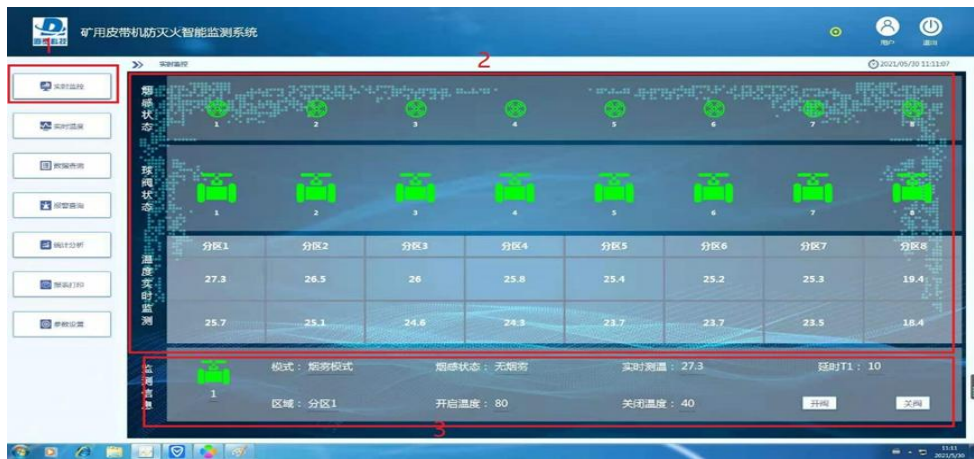 矿用皮带机防灭火智能监测系统
用户
退出
1
实时监控
2
2021/05/30 11:11:07
实时监控
实时温度
数据查询
报警查询
统计分析
报表打印
参数设置
烟感状态
1 2 3 4 5 6 7 8
球阀状态
1 2 3 4 5 6 7 8
温度实时监测
分区1 分区2 分区3 分区4 分区5 分区6 分区7 分区8
27.3 26.5 26 25.8 25.4 25.2 25.3 19.4
25.7 25.1 24.6 24.3 23.7 23.7 23.5 18.4
监测信息
1
模式：烟雾模式 烟感状态：无烟雾 实时测温：27.3 延时T1：10
区域：分区1 开启温度：80 关闭温度：40 开阀 关阀
3
11:11
2021/5/30